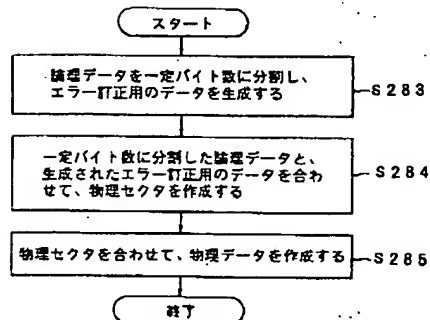 スタート
論理データを一定バイト数に分割し、
エラー訂正用のデータを生成する
S283
一定バイト数に分割した論理データと、
生成されたエラー訂正用のデータを合わ
せて、物理セクタを作成する
S284
物理セクタを合わせて、物理データを作成する
S285
終了